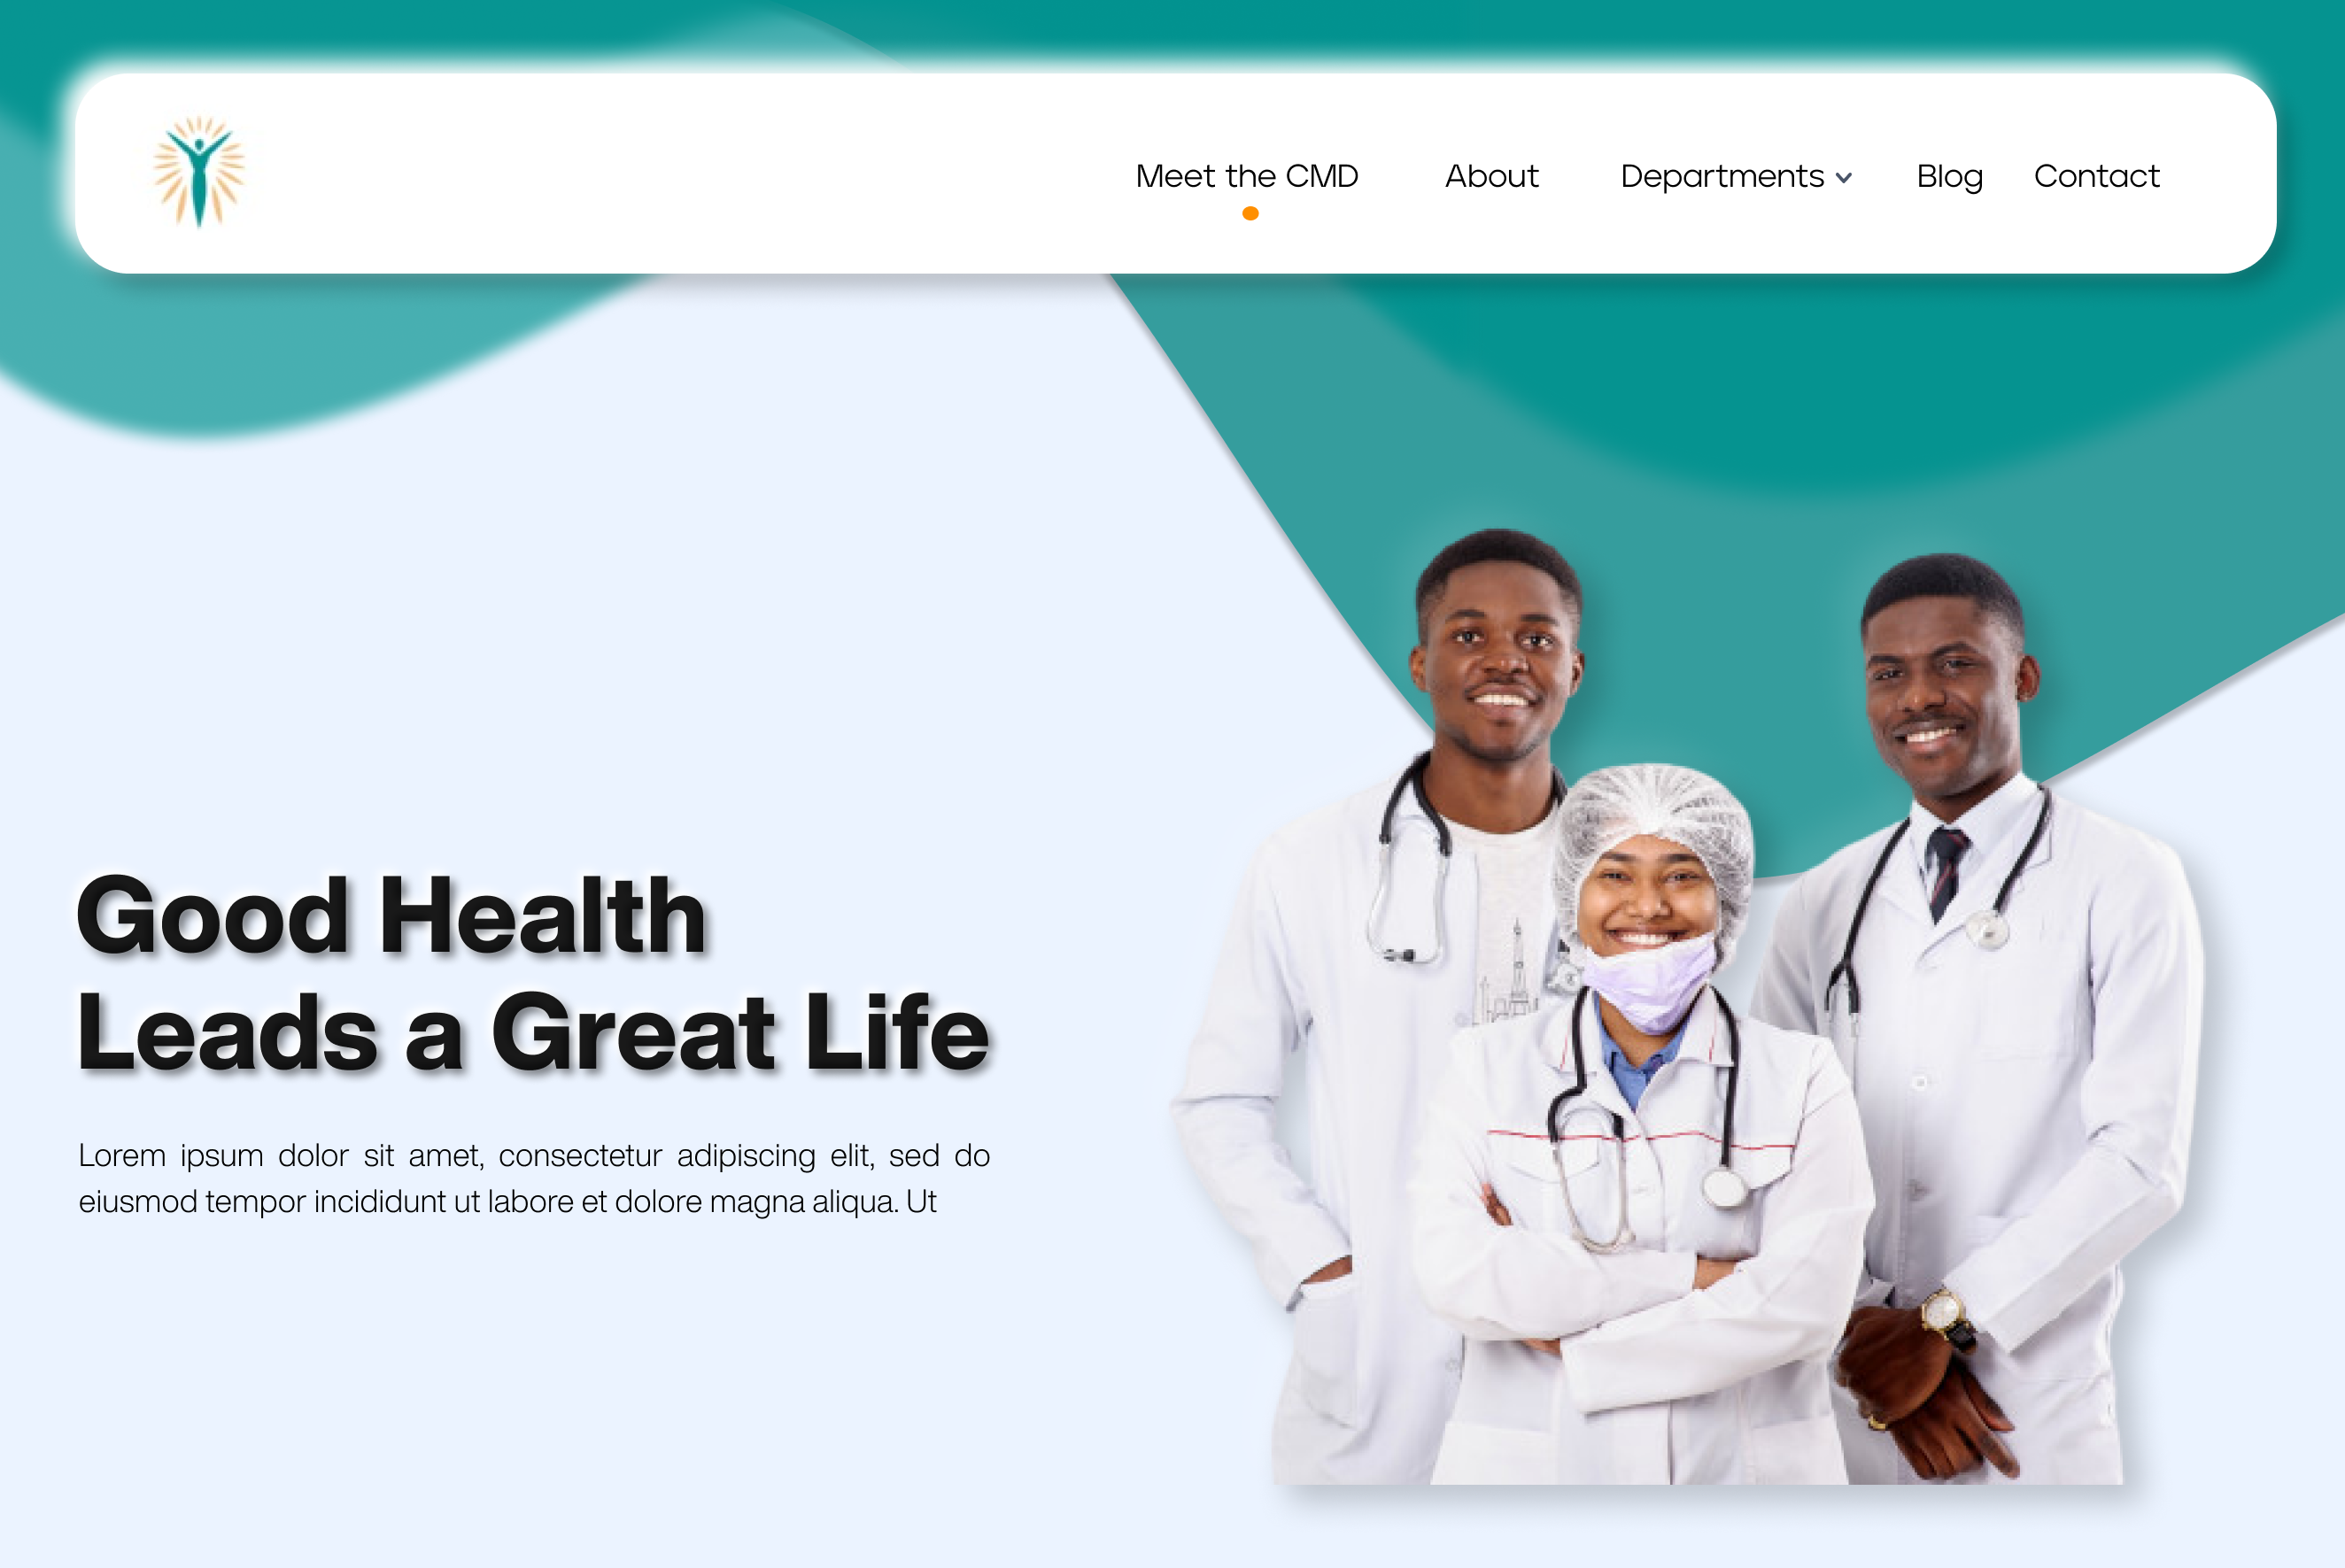 Meet the CMD About Departments Blog Contact
Good Health
Leads a Great Life
Lorem ipsum dolor sit amet, consectetur adipiscing elit, sed do
eiusmod tempor incididunt ut labore et dolore magna aliqua. Ut